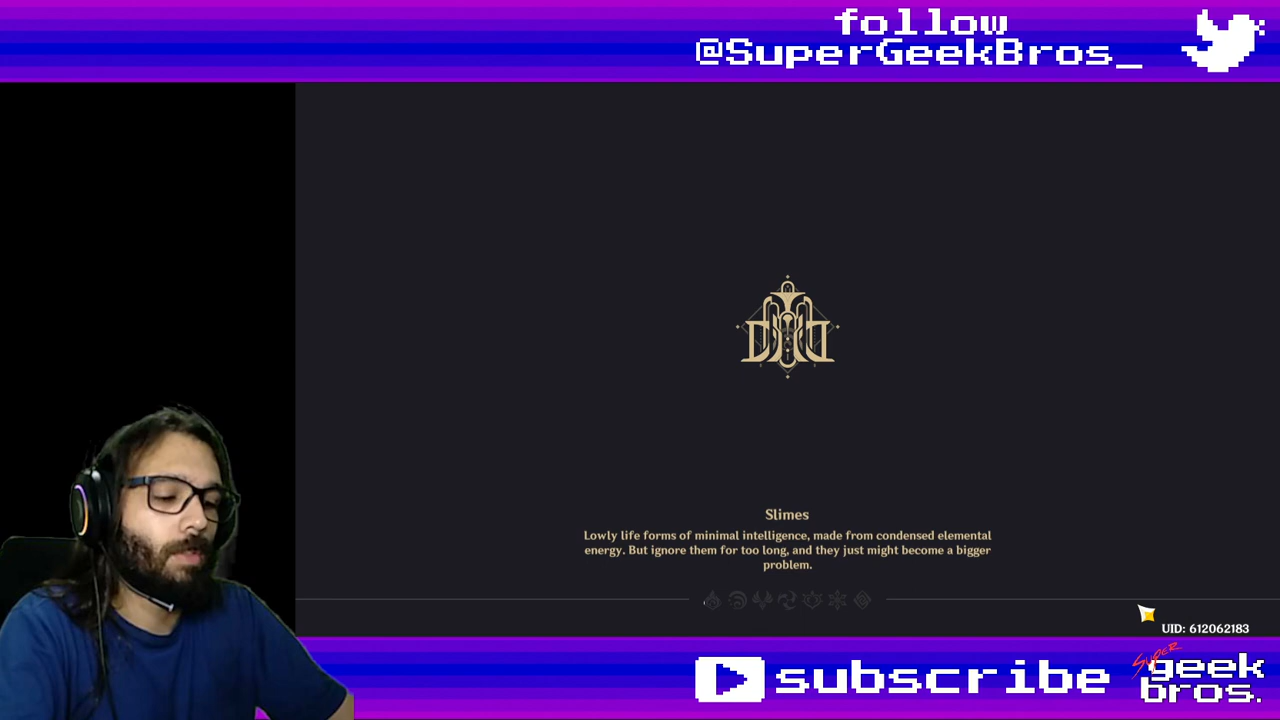 follow
@SuperGeekBros_
Slimes
Lowly life forms of minimal intelligence, made from condensed elemental
energy. But ignore them for too long, and they just might become a bigger
problem.
UID: 612062183
subscribe
SUPER
geek
bros.